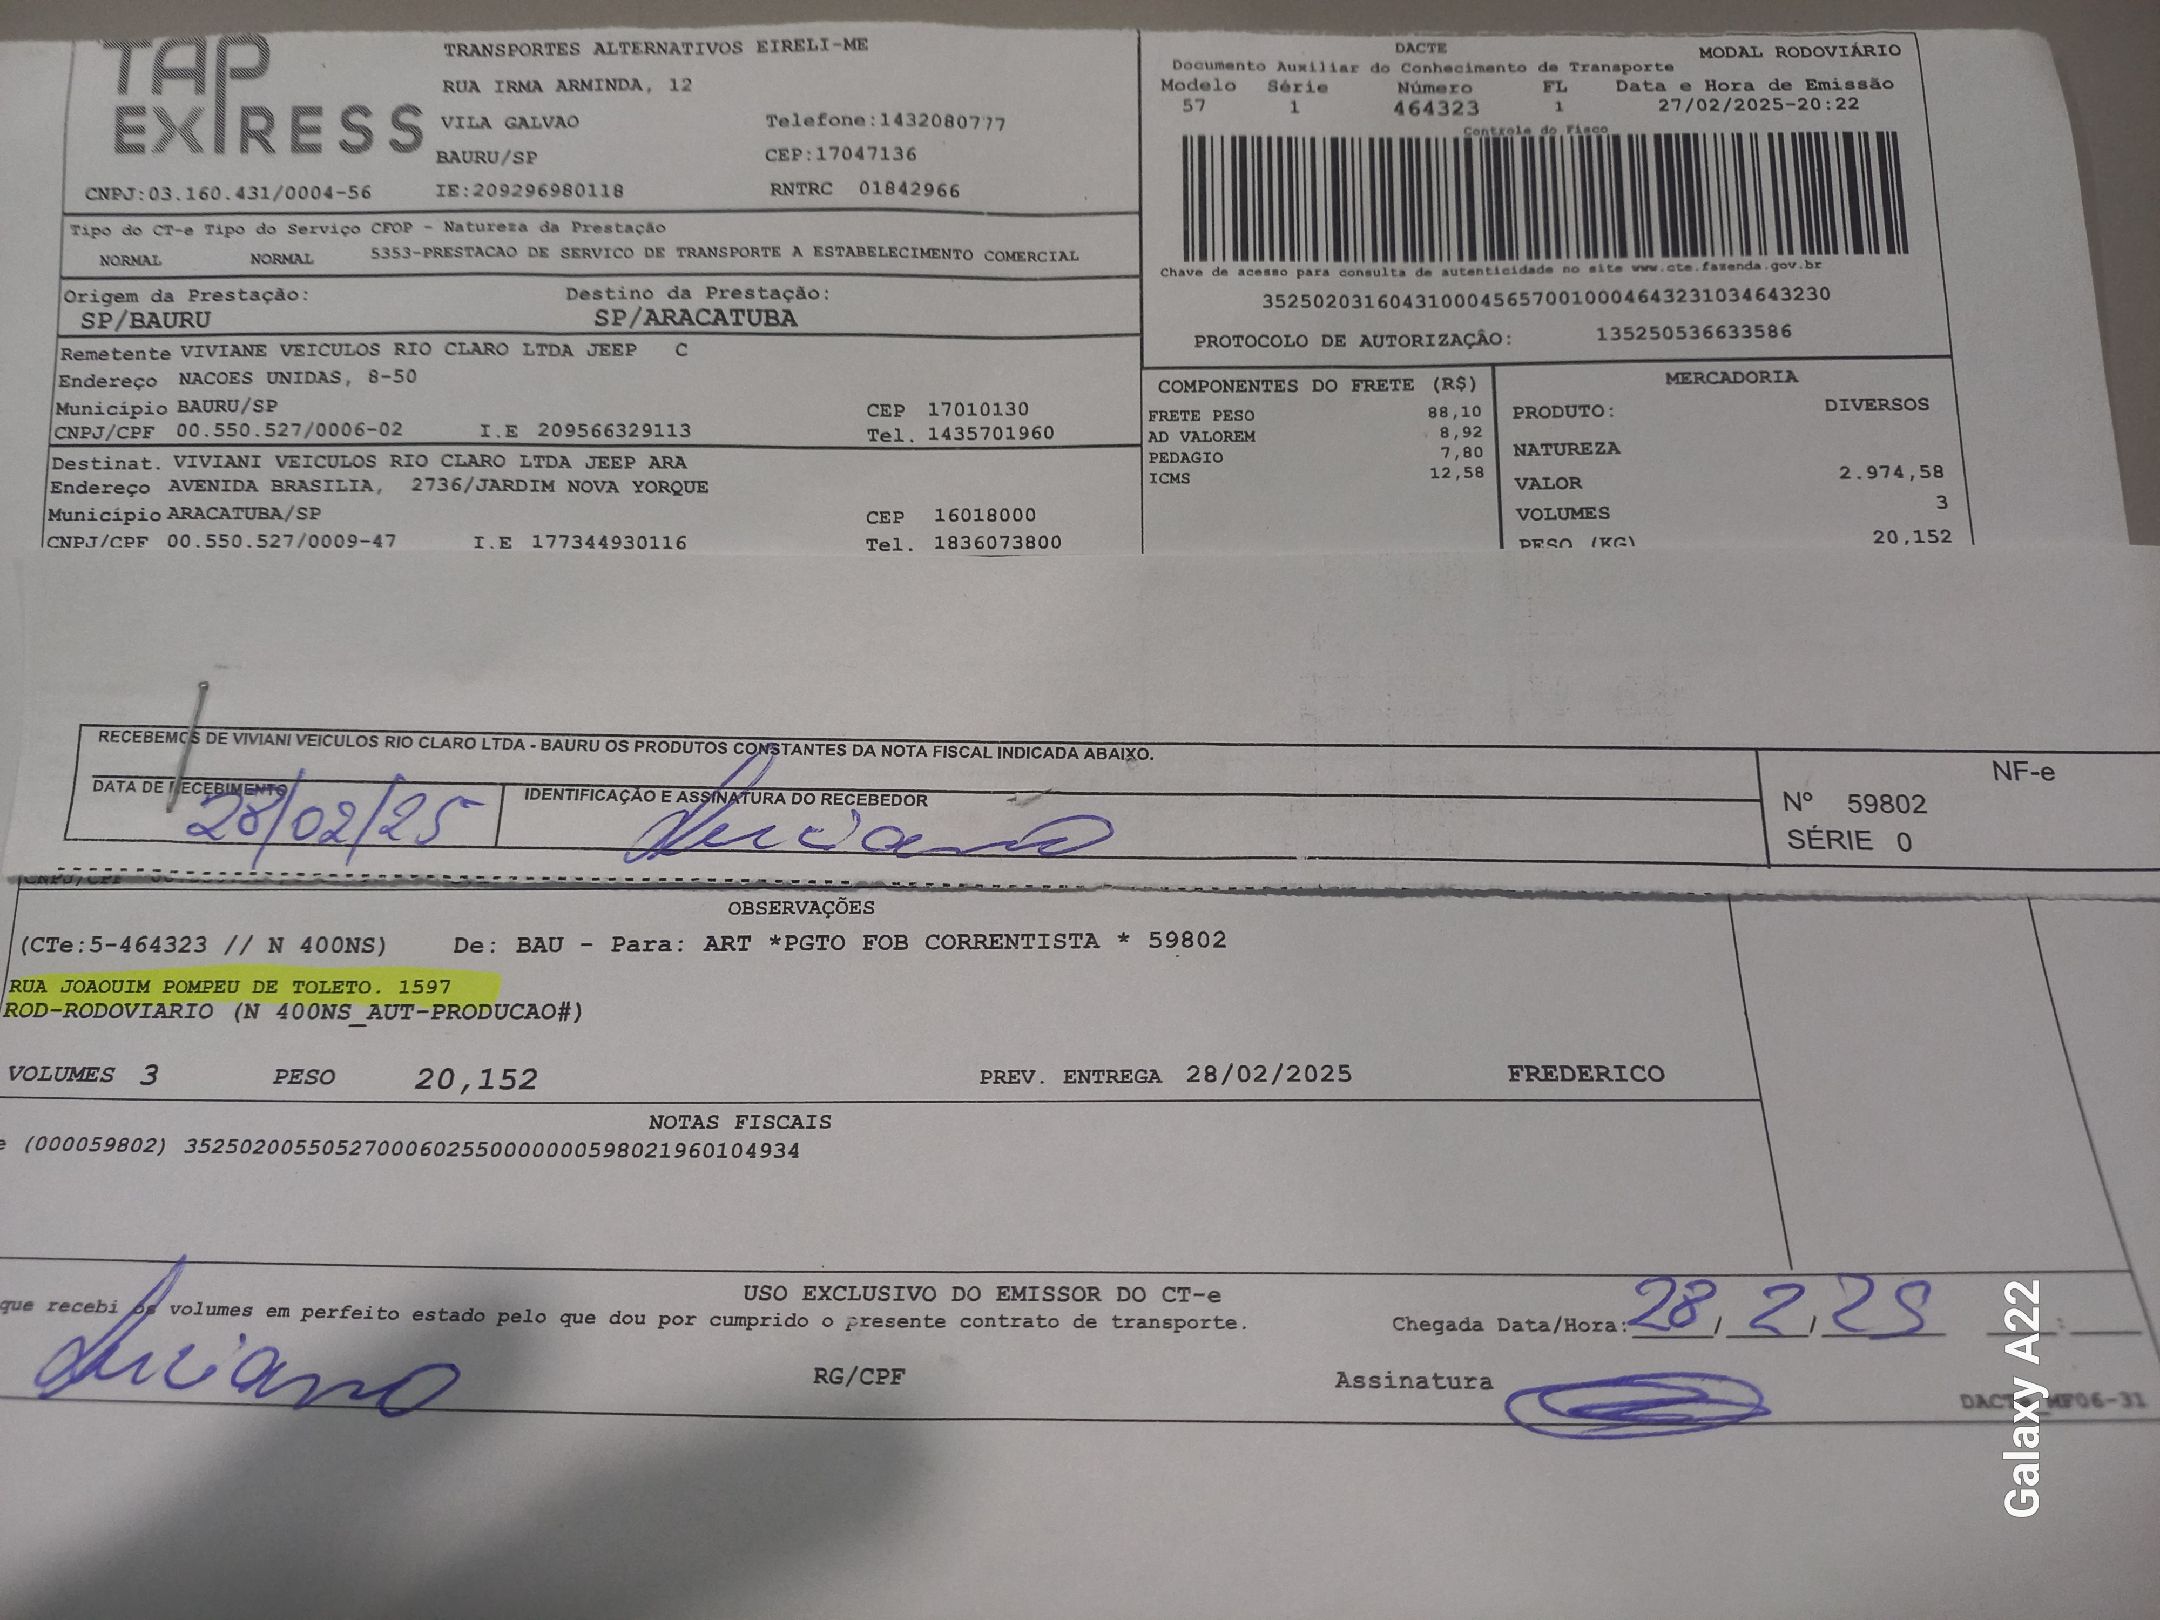 TAP EXPRESS
TRANSPORTES ALTERNATIVOS EIRELI-ME
RUA IRMA ARMINDA, 12
VILA GALVAO Telefone:1432080777
BAURU/SP CEP:17047136
CNPJ:03.160.431/0004-56 IE:209296980118 RNTRC 01842966
DACTE MODAL RODOVIÁRIO
Documento Auxiliar do Conhecimento de Transporte
Modelo Série Número FL Data e Hora de Emissão
57 1 464323 1 27/02/2025-20:22
Controle do Fisco
Chave de acesso para consulta de autenticidade no site www.cte.fazenda.gov.br
35250203160431000456570010004643231034643230
PROTOCOLO DE AUTORIZAÇÂO: 135250536633586
Tipo do CT-e Tipo do Serviço CFOP - Natureza da Prestação
NORMAL NORMAL 5353-PRESTACAO DE SERVICO DE TRANSPORTE A ESTABELECIMENTO COMERCIAL
Origem da Prestação: Destino da Prestação:
SP/BAURU SP/ARACATUBA
Remetente VIVIANE VEICULOS RIO CLARO LTDA JEEP C
Endereço NACOES UNIDAS, 8-50
Município BAURU/SP CEP 17010130
CNPJ/CPF 00.550.527/0006-02 I.E 209566329113 Tel. 1435701960
Destinat. VIVIANI VEICULOS RIO CLARO LTDA JEEP ARA
Endereço AVENIDA BRASILIA, 2736/JARDIM NOVA YORQUE
Município ARACATUBA/SP CEP 16018000
CNPJ/CPF 00.550.527/0009-47 I.E 177344930116 Tel. 1836073800
COMPONENTES DO FRETE (R$)
FRETE PESO 88,10
AD VALOREM 8,92
PEDAGIO 7,80
ICMS 12,58
MERCADORIA
PRODUTO: DIVERSOS
NATUREZA
VALOR 2.974,58
VOLUMES 3
PESO (KG) 20,152
RECEBEMOS DE VIVIANI VEICULOS RIO CLARO LTDA - BAURU OS PRODUTOS CONSTANTES DA NOTA FISCAL INDICADA ABAIXO.
DATA DE RECEBIMENTO IDENTIFICAÇÃO E ASSINATURA DO RECEBEDOR
28/02/25 Luciano
NF-e
Nº 59802
SÉRIE 0
CNPJ/CPF
OBSERVAÇÕES
(CTe:5-464323 // N 400NS) De: BAU - Para: ART *PGTO FOB CORRENTISTA * 59802
RUA JOAQUIM POMPEU DE TOLETO. 1597
ROD-RODOVIARIO (N 400NS_AUT-PRODUCAO#)
VOLUMES 3 PESO 20,152 PREV. ENTREGA 28/02/2025 FREDERICO
NOTAS FISCAIS
e (000059802) 35250200550527000602550000000598021960104934
USO EXCLUSIVO DO EMISSOR DO CT-e
que recebi os volumes em perfeito estado pelo que dou por cumprido o presente contrato de transporte.
Chegada Data/Hora: 28/2/25 :
Luciano RG/CPF Assinatura
DACTE_MF06-31
Galaxy A22